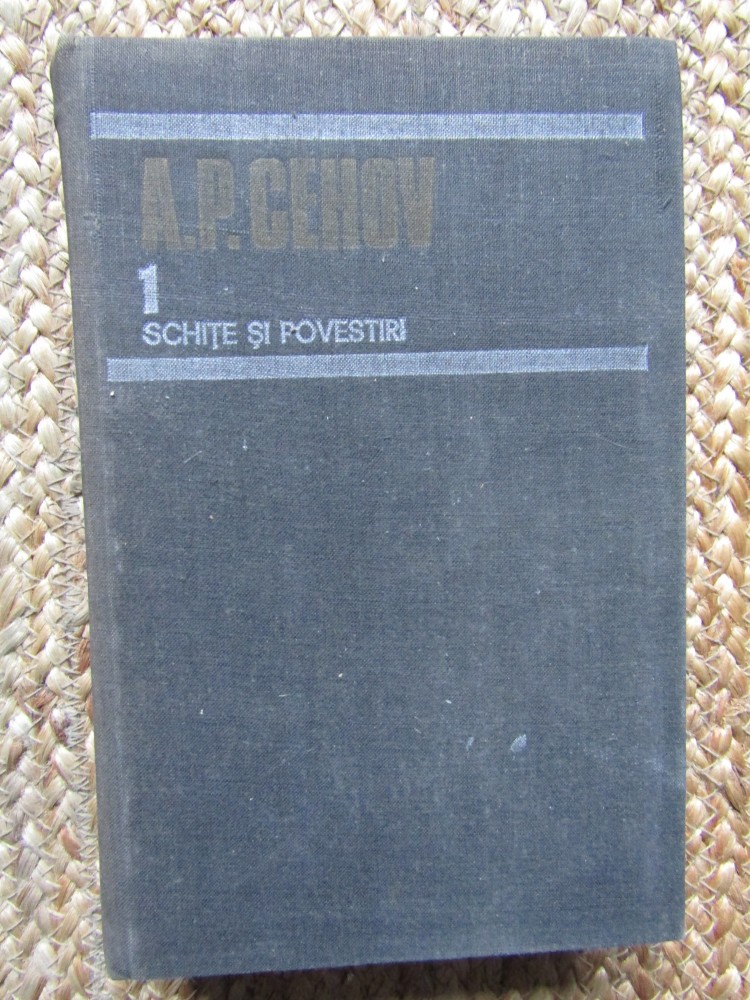 A.P. CEHOV
1
SCHIȚE ȘI POVESTIRI